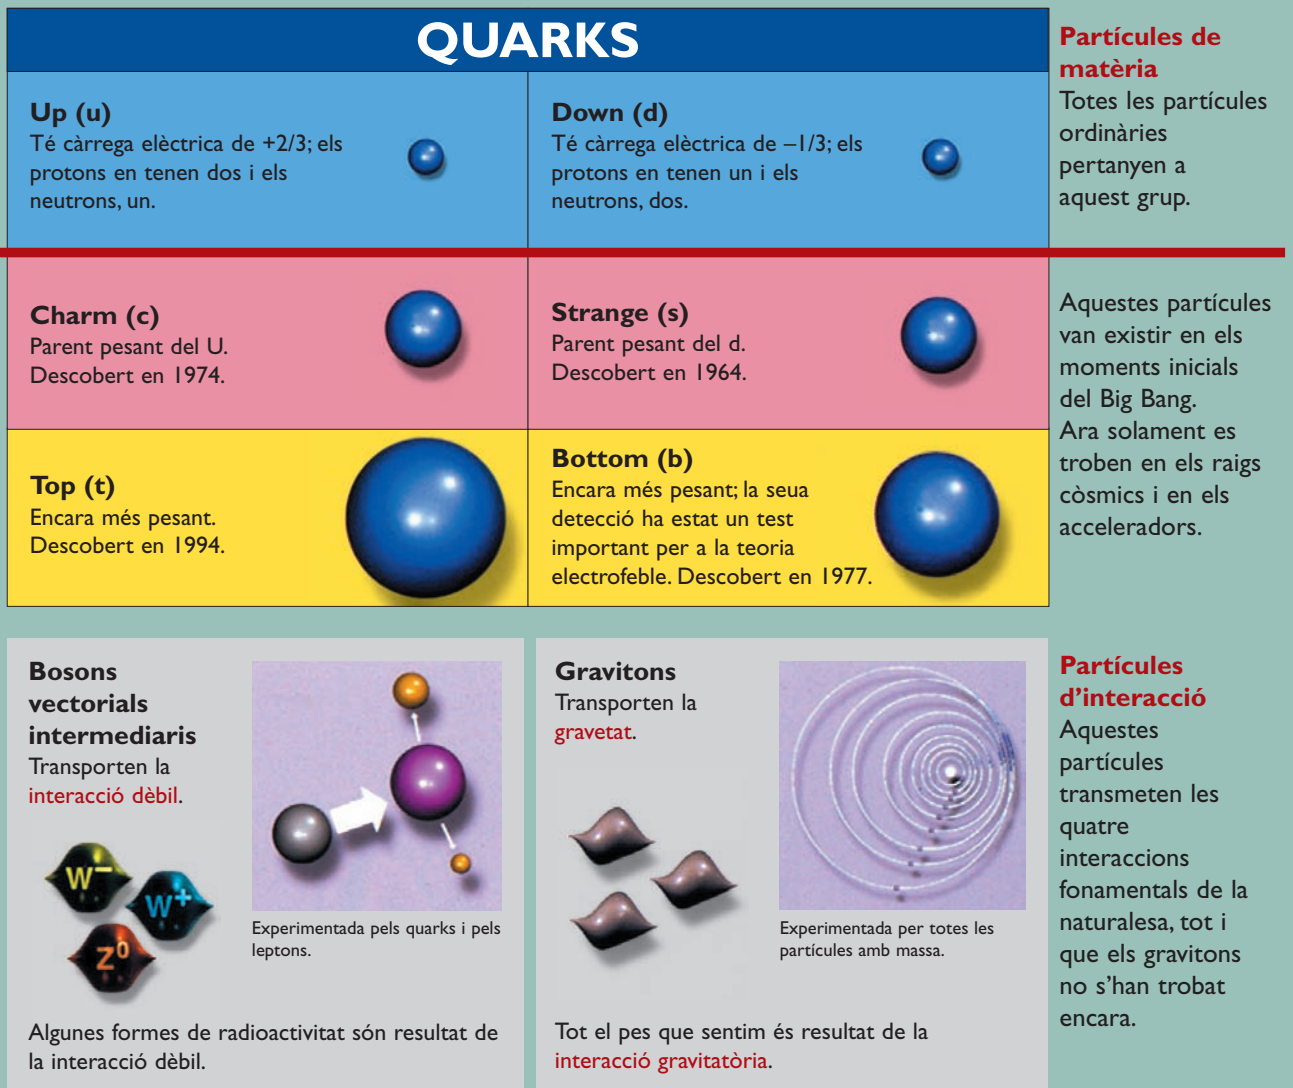 QUARKS
Up (u)
Té càrrega elèctrica de +2/3; els
protons en tenen dos i els
neutrons, un.
Down (d)
Té càrrega elèctrica de –1/3; els
protons en tenen un i els
neutrons, dos.
Partícules de
matèria
Totes les partícules
ordinàries
pertanyen a
aquest grup.
Charm (c)
Parent pesant del U.
Descobert en 1974.
Strange (s)
Parent pesant del d.
Descobert en 1964.
Top (t)
Encara més pesant.
Descobert en 1994.
Bottom (b)
Encara més pesant; la seua
detecció ha estat un test
important per a la teoria
electrofeble. Descobert en 1977.
Aquestes partícules
van existir en els
moments inicials
del Big Bang.
Ara solament es
troben en els raigs
còsmics i en els
acceleradors.
Bosons
vectorials
intermediaris
Transporten la
interacció dèbil.
W–
W+
Z0
Experimentada pels quarks i pels
leptons.
Algunes formes de radioactivitat són resultat de
la interacció dèbil.
Gravitons
Transporten la
gravetat.
Experimentada per totes les
partícules amb massa.
Tot el pes que sentim és resultat de la
interacció gravitatòria.
Partícules
d’interacció
Aquestes
partícules
transmeten les
quatre
interaccions
fonamentals de la
naturalesa, tot i
que els gravitons
no s’han trobat
encara.